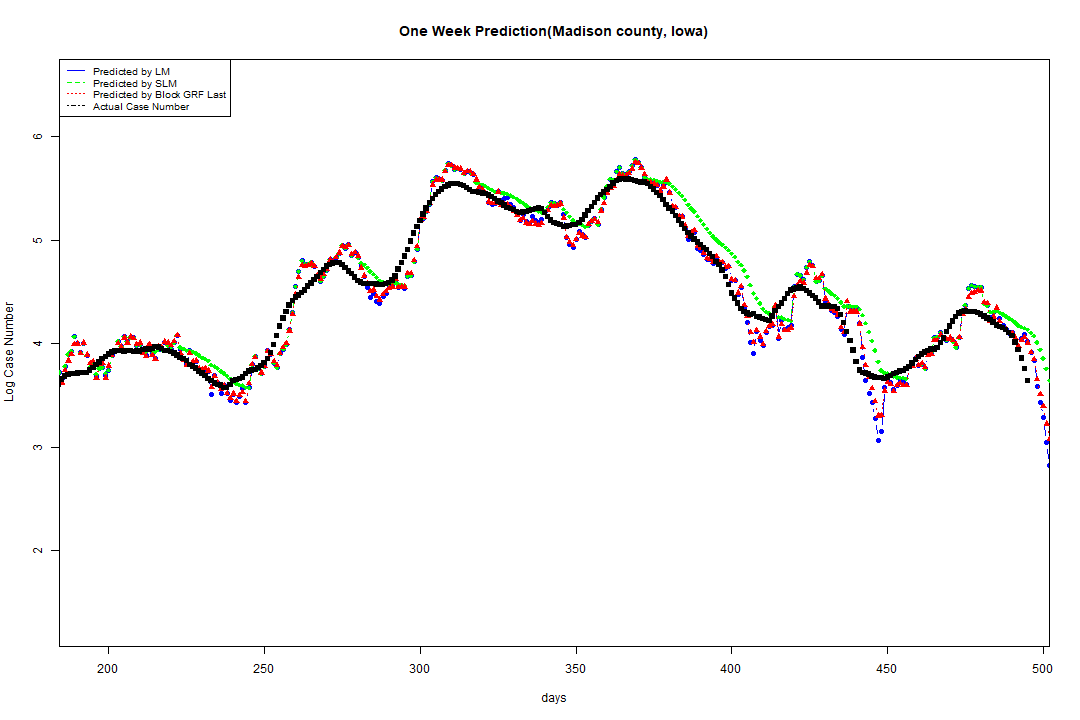 One Week Prediction(Madison county, Iowa)
Predicted by LM
Predicted by SLM
Predicted by Block GRF Last
Actual Case Number
Log Case Number
6
5
4
3
2
200 250 300 350 400 450 500
days